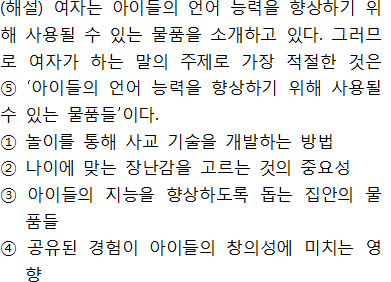 (해설) 여자는 아이들의 언어 능력을 향상하기 위
해 사용될 수 있는 물품을 소개하고 있다. 그러므
로 여자가 하는 말의 주제로 가장 적절한 것은
⑤ ‘아이들의 언어 능력을 향상하기 위해 사용될
수 있는 물품들’이다.
① 놀이를 통해 사교 기술을 개발하는 방법
② 나이에 맞는 장난감을 고르는 것의 중요성
③ 아이들의 지능을 향상하도록 돕는 집안의 물
품들
④ 공유된 경험이 아이들의 창의성에 미치는 영
향